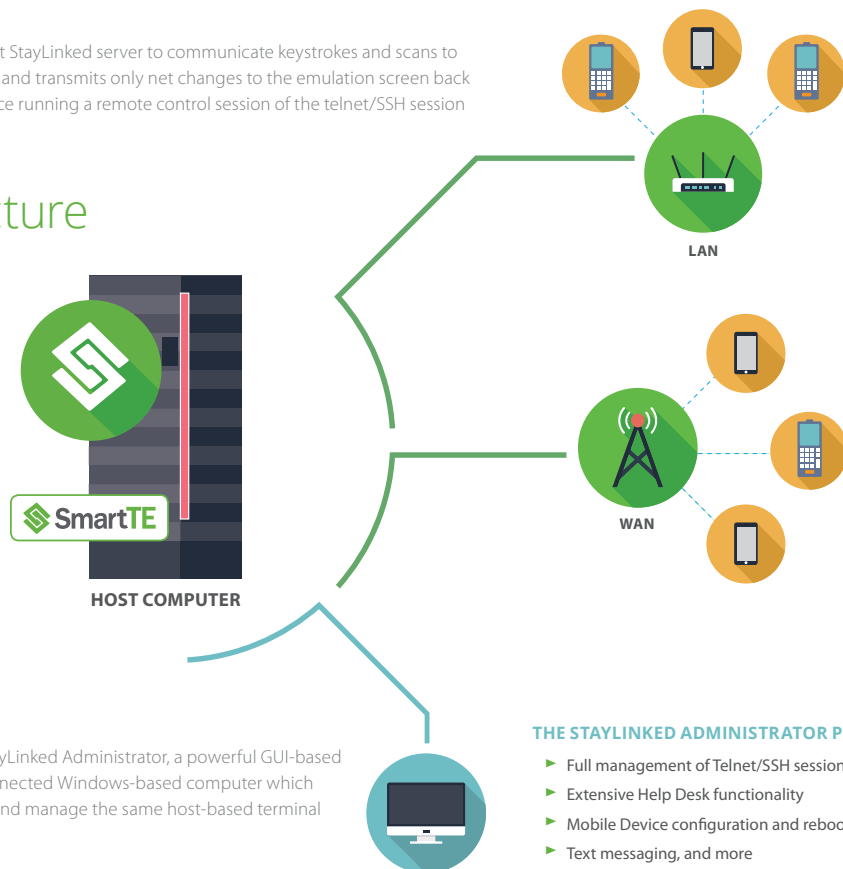 t StayLinked server to communicate keystrokes and scans to
and transmits only net changes to the emulation screen back
ce running a remote control session of the telnet/SSH session
cture
LAN
WAN
SmartTE
HOST COMPUTER
yLinked Administrator, a powerful GUI-based
nected Windows-based computer which
nd manage the same host-based terminal
THE STAYLINKED ADMINISTRATOR P
► Full management of Telnet/SSH session
► Extensive Help Desk functionality
► Mobile Device configuration and reboo
► Text messaging, and more